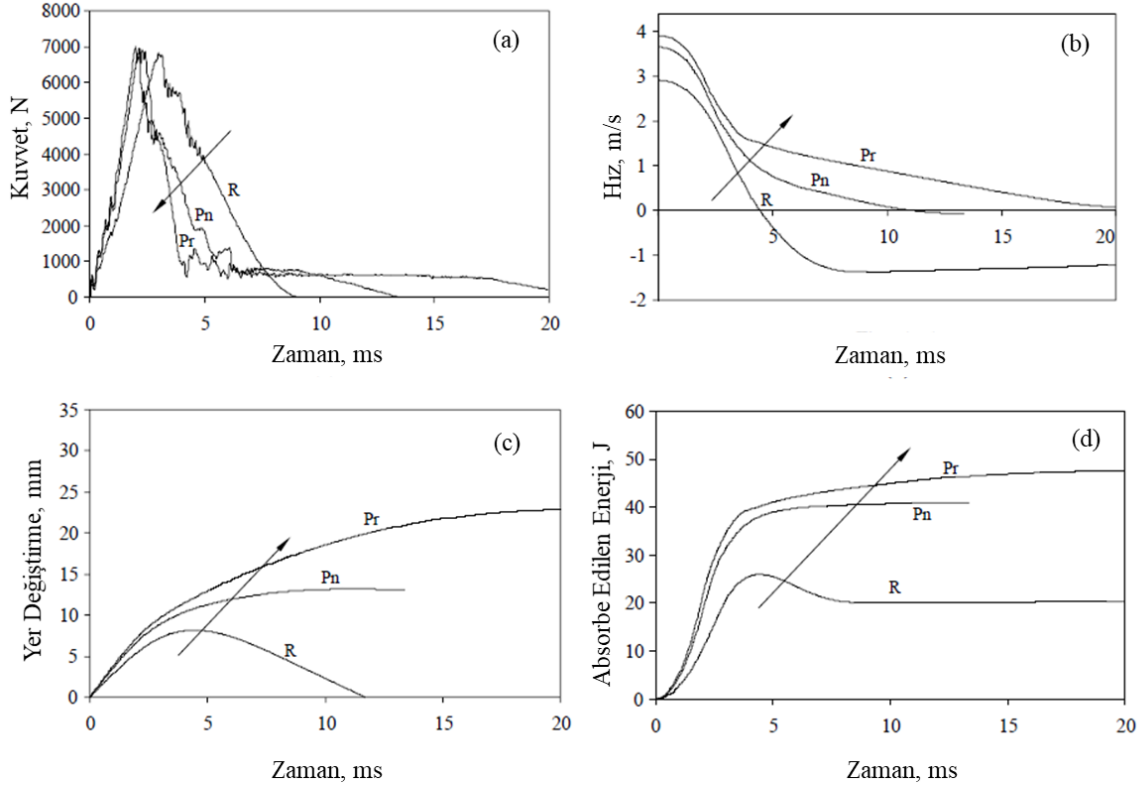 (a)
Kuvvet, N
8000
7000
6000
5000
4000
3000
2000
1000
0
R
Pn
Pr
0 5 10 15 20
Zaman, ms
(b)
Hız, m/s
4
3
2
1
0
-1
-2
Pr
Pn
R
5 10 15 20
Zaman, ms
(c)
Yer Değiştirme, mm
35
30
25
20
15
10
5
0
Pr
Pn
R
0 5 10 15 20
Zaman, ms
(d)
Absorbe Edilen Enerji, J
60
50
40
30
20
10
0
Pr
Pn
R
0 5 10 15 20
Zaman, ms